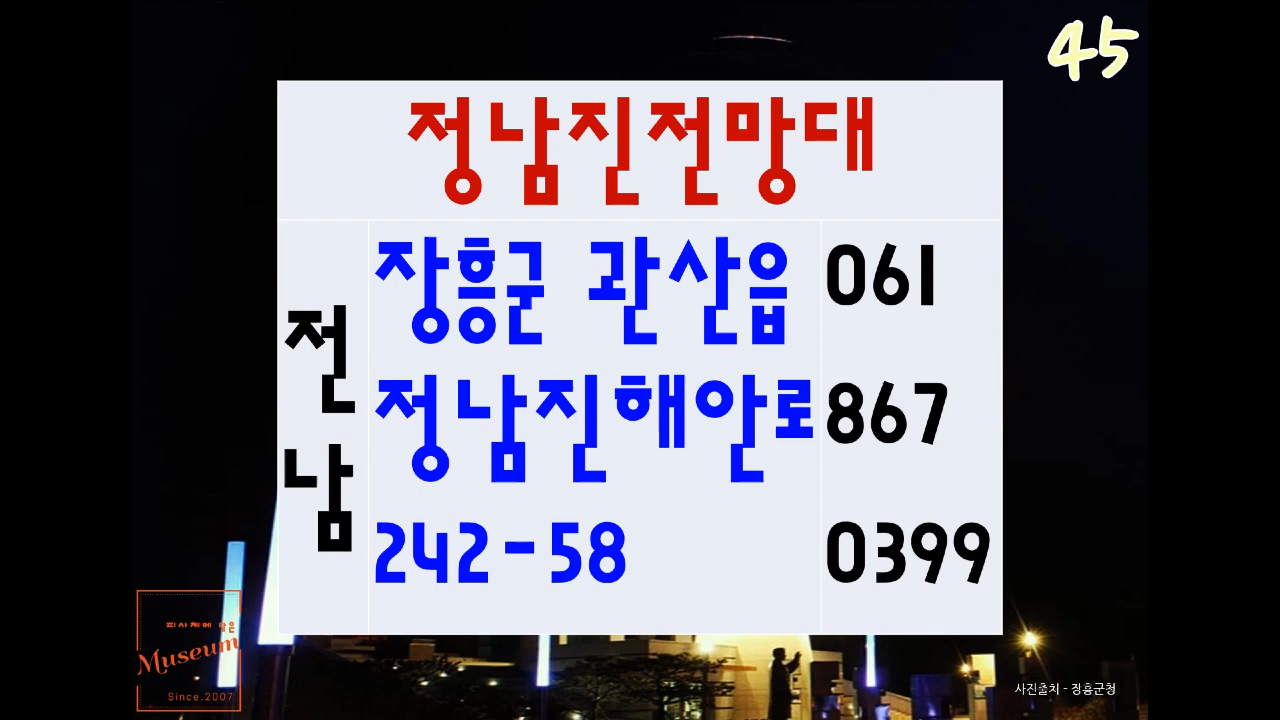 45
정남진전망대
전남
장흥군 관산읍
정남진해안로
242-58
061
867
0399
Museum
Since.2007
사진출처 - 장흥군청